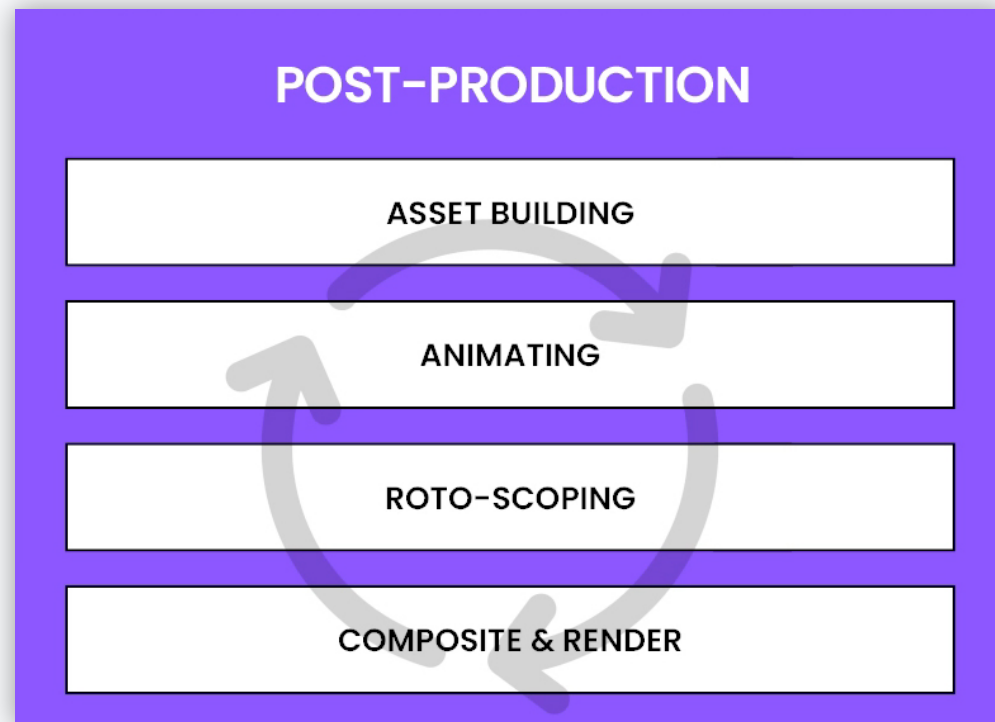 POST-PRODUCTION
ASSET BUILDING
ANIMATING
ROTO-SCOPING
COMPOSITE & RENDER